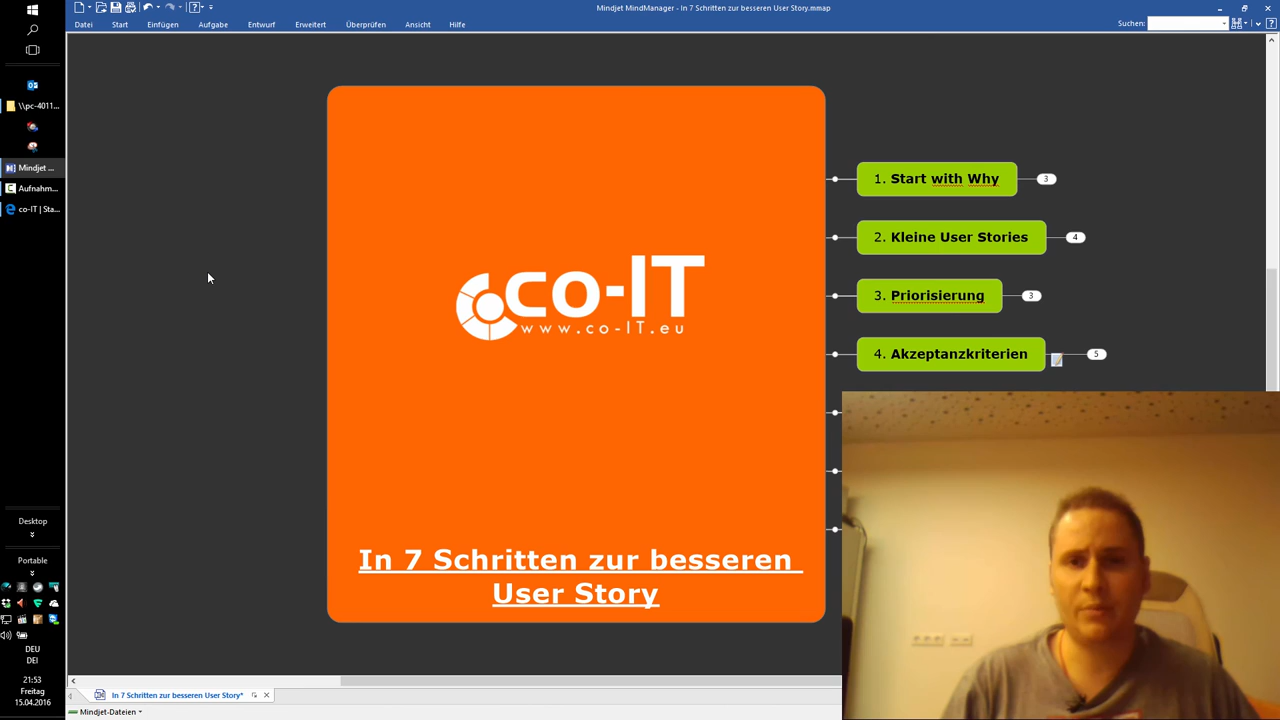 Mindjet MindManager - In 7 Schritten zur besseren User Story.mmap
Datei Start Einfügen Aufgabe Entwurf Erweitert Überprüfen Ansicht Hilfe
Suchen:
\\pc-4011...
Mindjet ...
Aufnahm...
co-IT | Sta...
co-IT
www.co-IT.eu
In 7 Schritten zur besseren
User Story
1. Start with Why
3
2. Kleine User Stories
4
3. Priorisierung
3
4. Akzeptanzkriterien
5
Desktop
Portable
DEU
DEI
21:53
Freitag
15.04.2016
In 7 Schritten zur besseren User Story*
Mindjet-Dateien